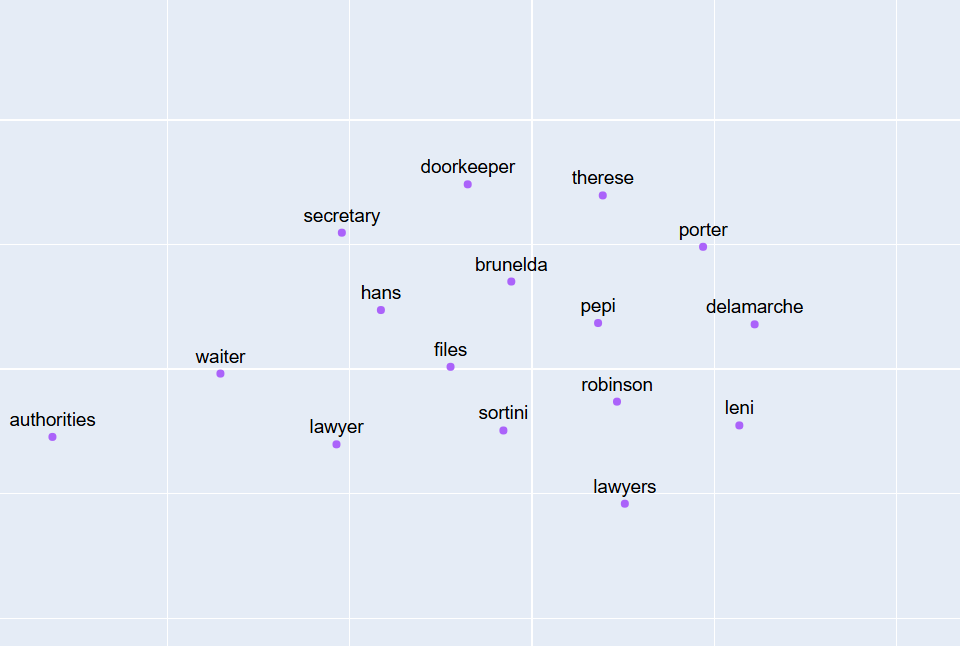 doorkeeper
therese
secretary
porter
brunelda
hans
pepi
delamarche
files
waiter
robinson
leni
sortini
authorities
lawyer
lawyers